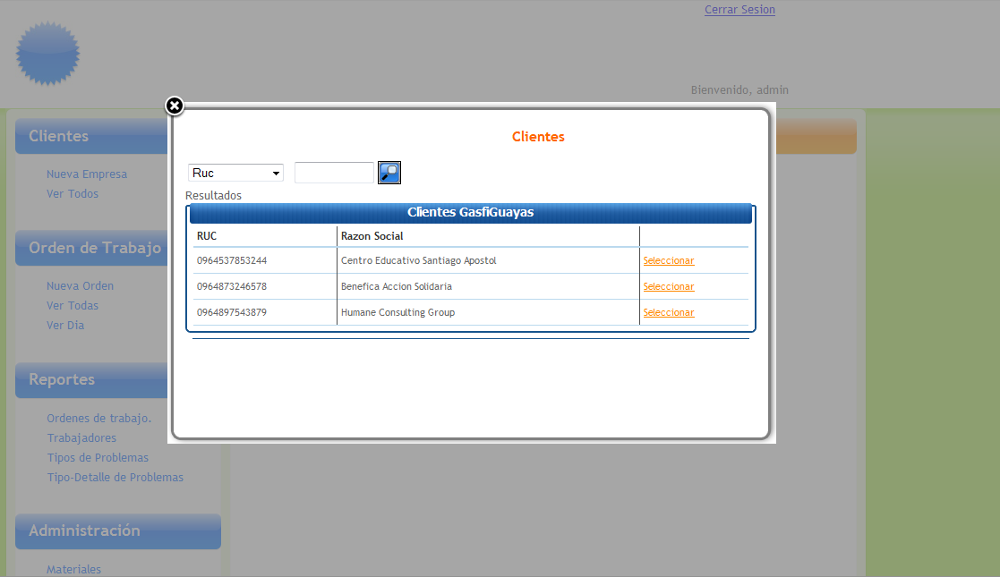 Cerrar Sesion
Bienvenido, admin
Clientes
Nueva Empresa
Ver Todos
Orden de Trabajo
Nueva Orden
Ver Todas
Ver Día
Reportes
Ordenes de trabajo.
Trabajadores
Tipos de Problemas
Tipo-Detalle de Problemas
Administración
Materiales
Clientes
Ruc
Resultados
Clientes GasfiGuayas
RUC Razon Social
0964537853244 Centro Educativo Santiago Apostol Seleccionar
0964873246578 Benefica Accion Solidaria Seleccionar
0964897543879 Humane Consulting Group Seleccionar